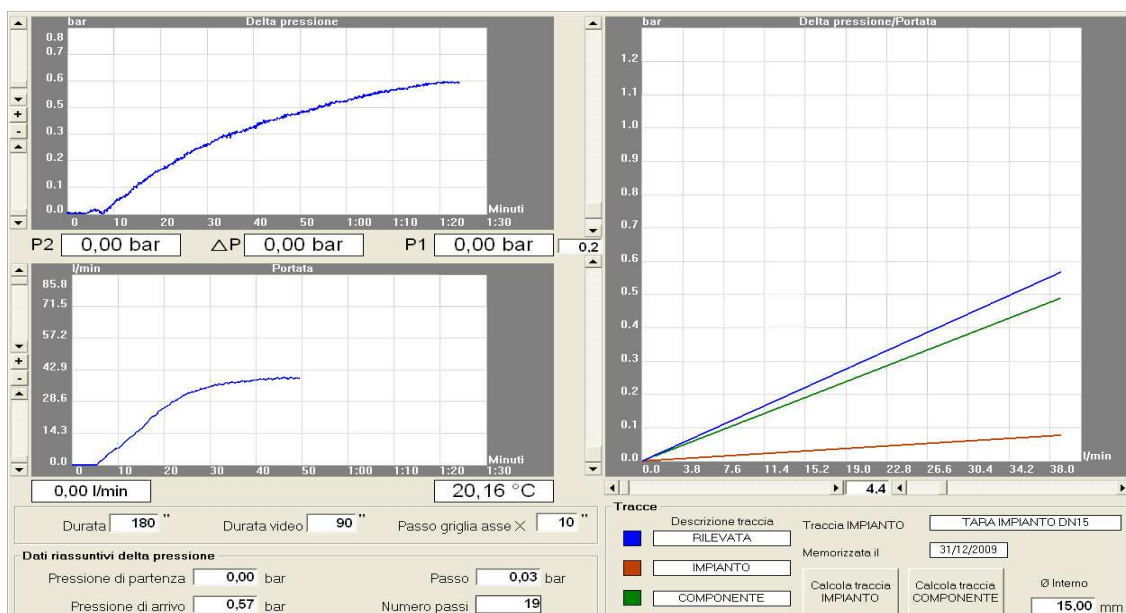 bar
Delta pressione
0.8
0.7
0.6
0.5
0.3
0.2
0.1
0.0
Minuti
0 10 20 30 40 50 1:00 1:10 1:20 1:30
P2 0,00 bar △P 0,00 bar P1 0,00 bar 0,2
l/min
Portata
85.8
71.5
57.2
42.9
28.6
14.3
0.0
Minuti
0 10 20 30 40 50 1:00 1:10 1:20 1:30
0,00 l/min
20,16 °C
Durata 180 " Durata video 90 " Passo griglia asse X 10 "
Dati riassuntivi delta pressione
Pressione di partenza 0,00 bar Passo 0,03 bar
Pressione di arrivo 0,57 bar Numero passi 19
bar
Delta pressione/Portata
1.2
1.1
1.0
0.9
0.8
0.7
0.6
0.5
0.4
0.3
0.2
0.1
0.0
l/min
0.0 3.8 7.6 11.4 15.2 19.0 22.8 26.6 30.4 34.2 38.0
4.4
Tracce
Descrizione traccia
RILEVATA
IMPIANTO
COMPONENTE
Traccia IMPIANTO TARA IMPIANTO DN15
Memorizzata il 31/12/2009
Calcola traccia
IMPIANTO
Calcola traccia
COMPONENTE
Ø Interno
15,00 mm
+
-
+
-